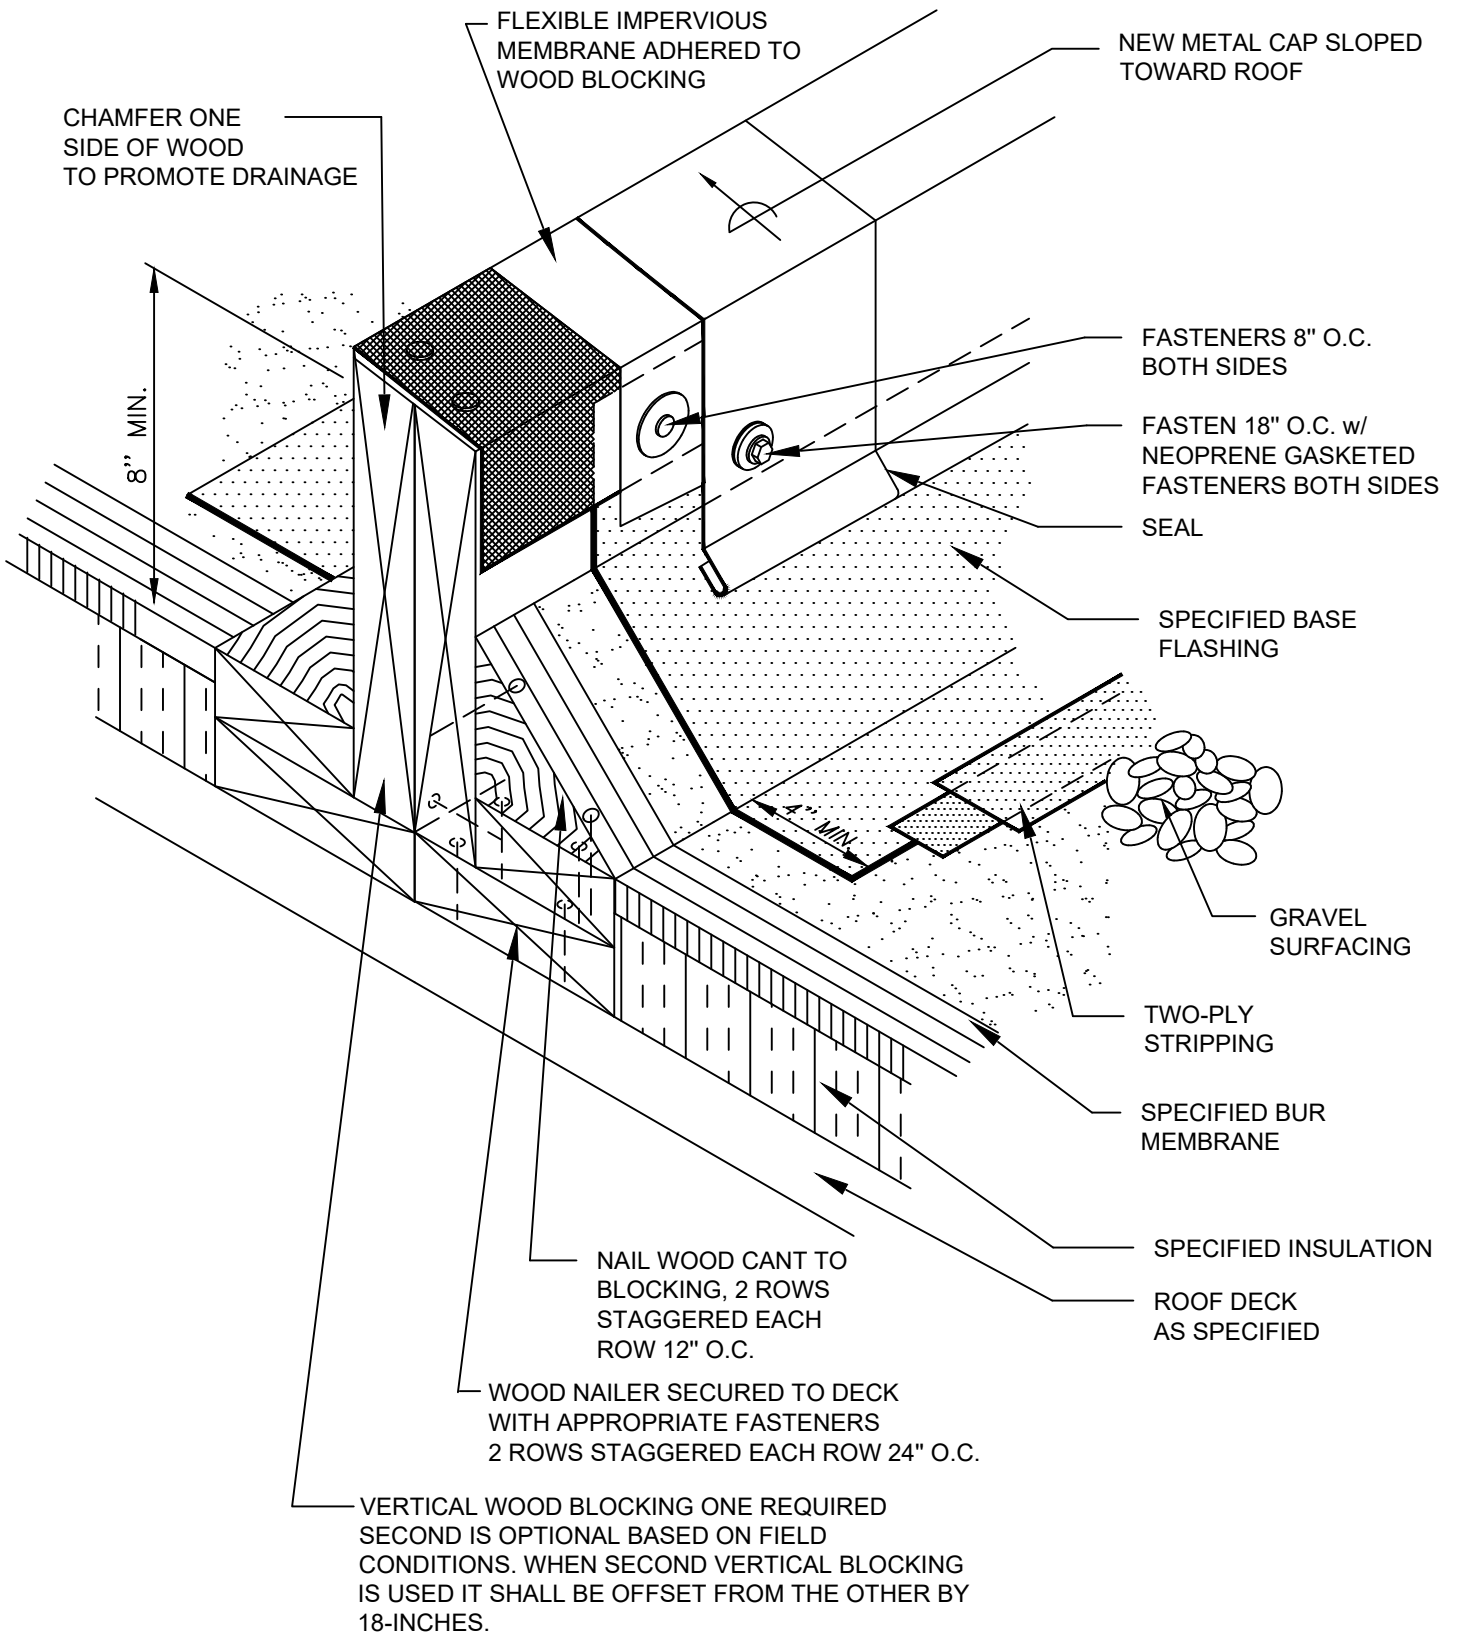 FLEXIBLE IMPERVIOUS
MEMBRANE ADHERED TO
WOOD BLOCKING
NEW METAL CAP SLOPED
TOWARD ROOF
CHAMFER ONE
SIDE OF WOOD
TO PROMOTE DRAINAGE
8" MIN.
FASTENERS 8" O.C.
BOTH SIDES
FASTEN 18" O.C. w/
NEOPRENE GASKETED
FASTENERS BOTH SIDES
SEAL
SPECIFIED BASE
FLASHING
4" MIN.
GRAVEL
SURFACING
TWO-PLY
STRIPPING
SPECIFIED BUR
MEMBRANE
SPECIFIED INSULATION
ROOF DECK
AS SPECIFIED
NAIL WOOD CANT TO
BLOCKING, 2 ROWS
STAGGERED EACH
ROW 12" O.C.
WOOD NAILER SECURED TO DECK
WITH APPROPRIATE FASTENERS
2 ROWS STAGGERED EACH ROW 24" O.C.
VERTICAL WOOD BLOCKING ONE REQUIRED
SECOND IS OPTIONAL BASED ON FIELD
CONDITIONS. WHEN SECOND VERTICAL BLOCKING
IS USED IT SHALL BE OFFSET FROM THE OTHER BY
18-INCHES.